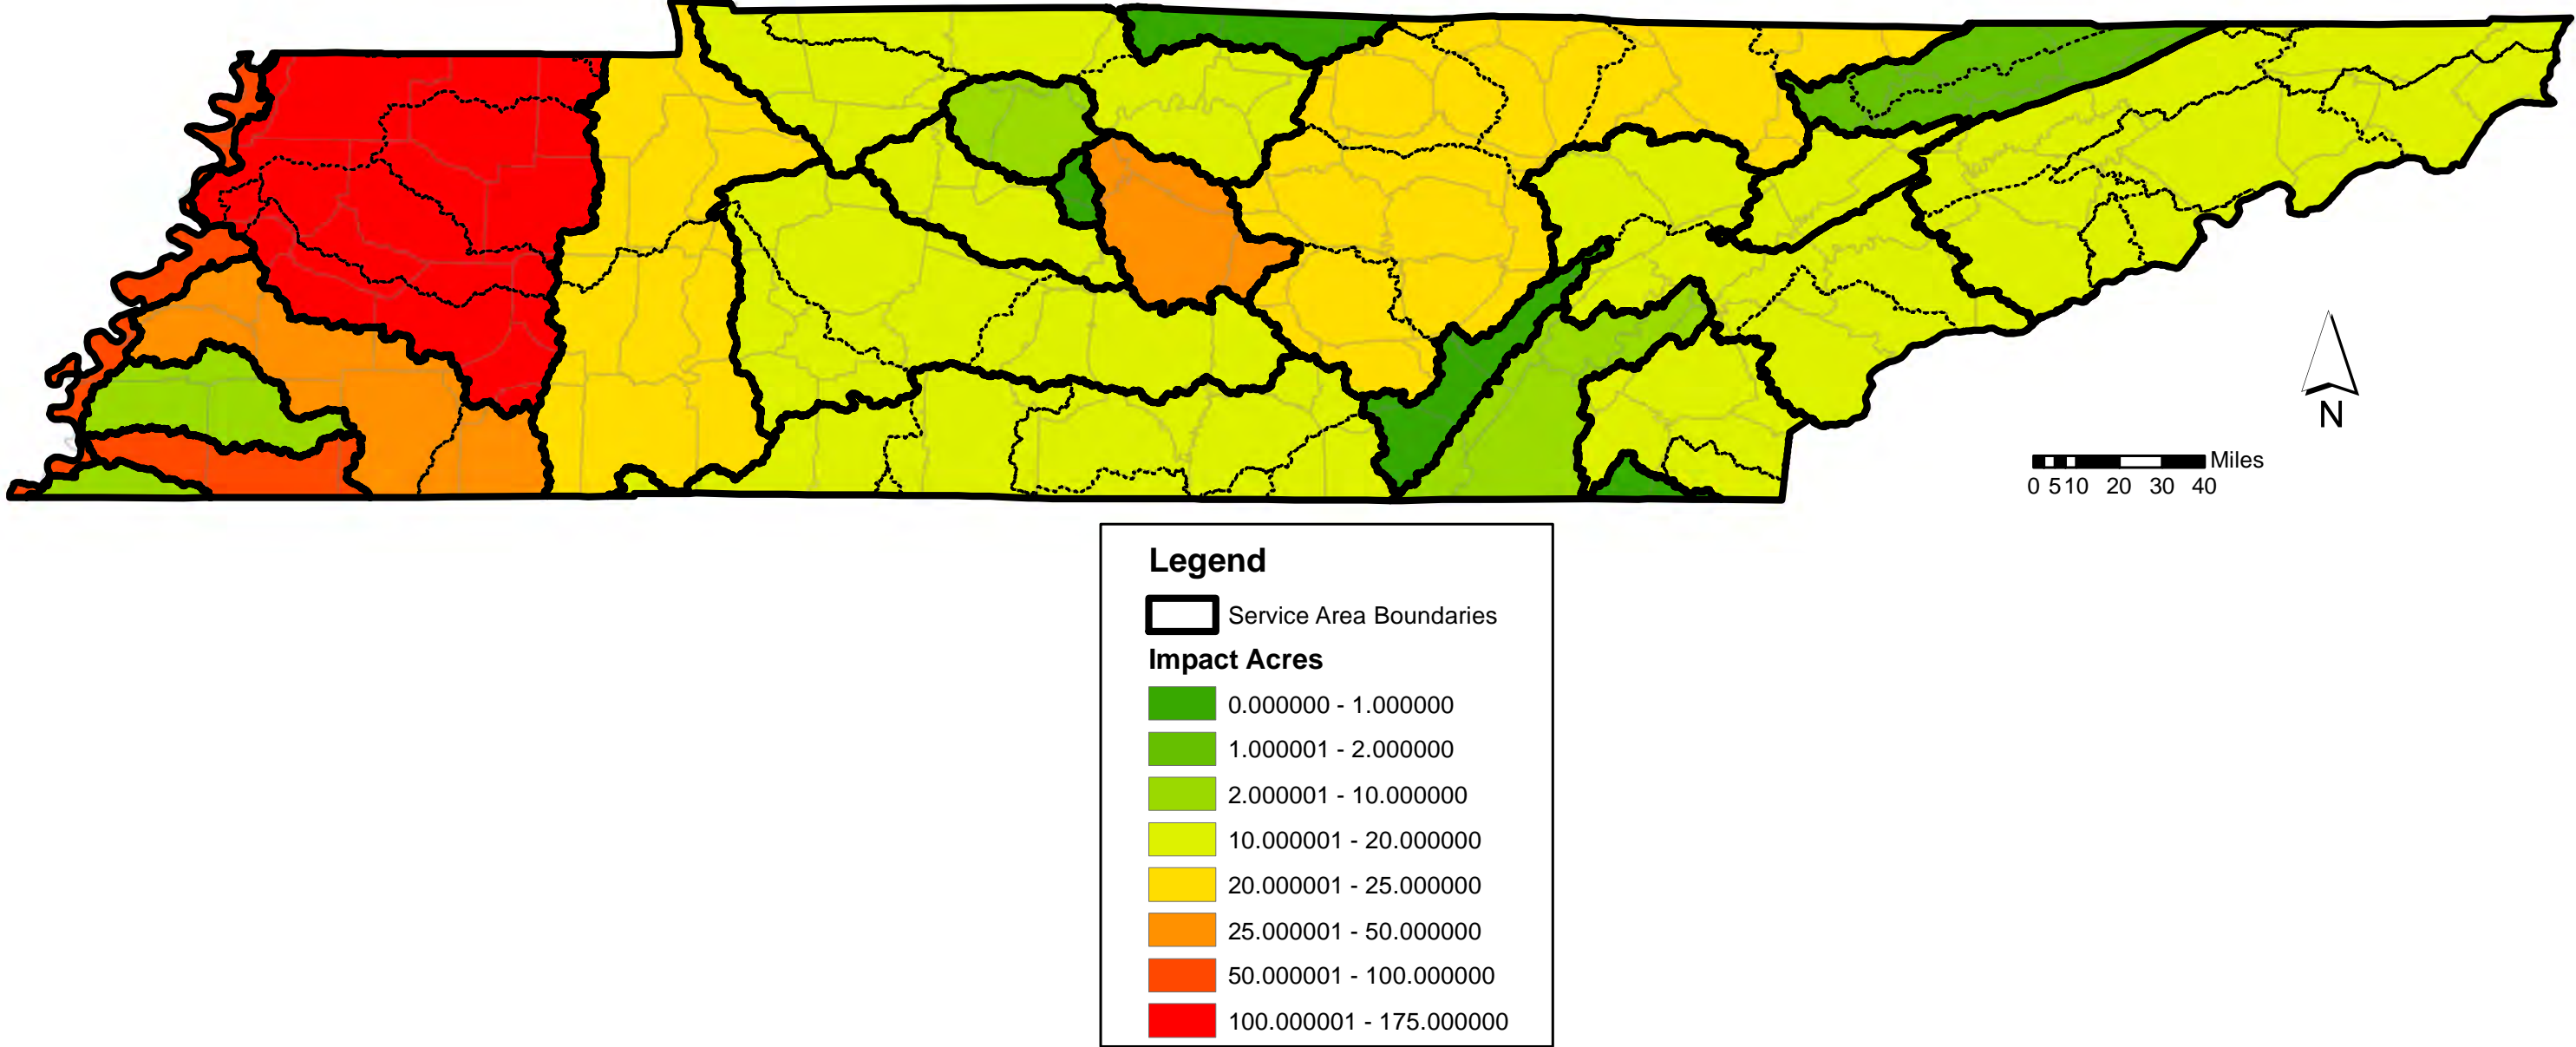 N
Miles
0 510 20 30 40
Legend
Service Area Boundaries
Impact Acres
0.000000 - 1.000000
1.000001 - 2.000000
2.000001 - 10.000000
10.000001 - 20.000000
20.000001 - 25.000000
25.000001 - 50.000000
50.000001 - 100.000000
100.000001 - 175.000000